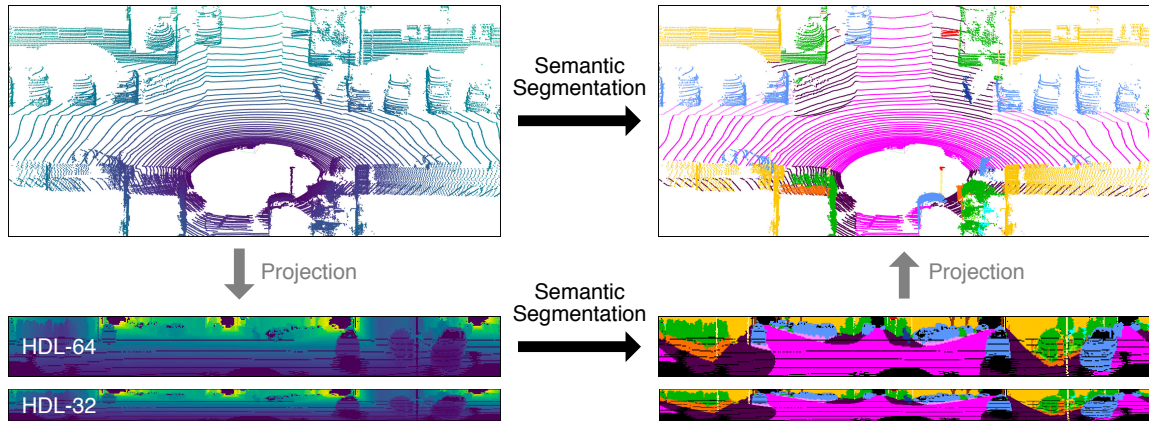 Semantic
Segmentation
Projection
Projection
Semantic
Segmentation
HDL-64
HDL-32